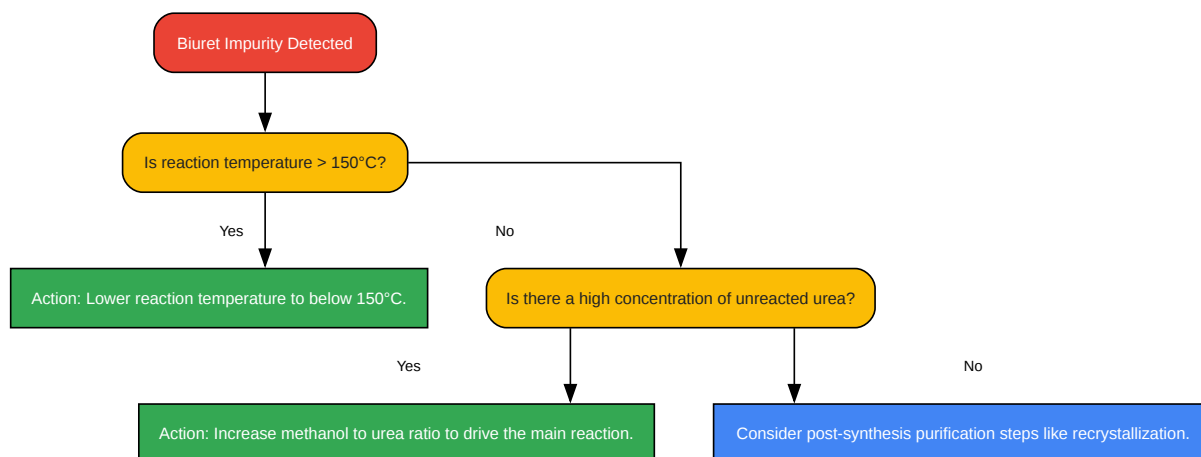 Biuret Impurity Detected
Is reaction temperature > 150°C?
Yes
No
Action: Lower reaction temperature to below 150°C.
Is there a high concentration of unreacted urea?
Yes
No
Action: Increase methanol to urea ratio to drive the main reaction.
Consider post-synthesis purification steps like recrystallization.